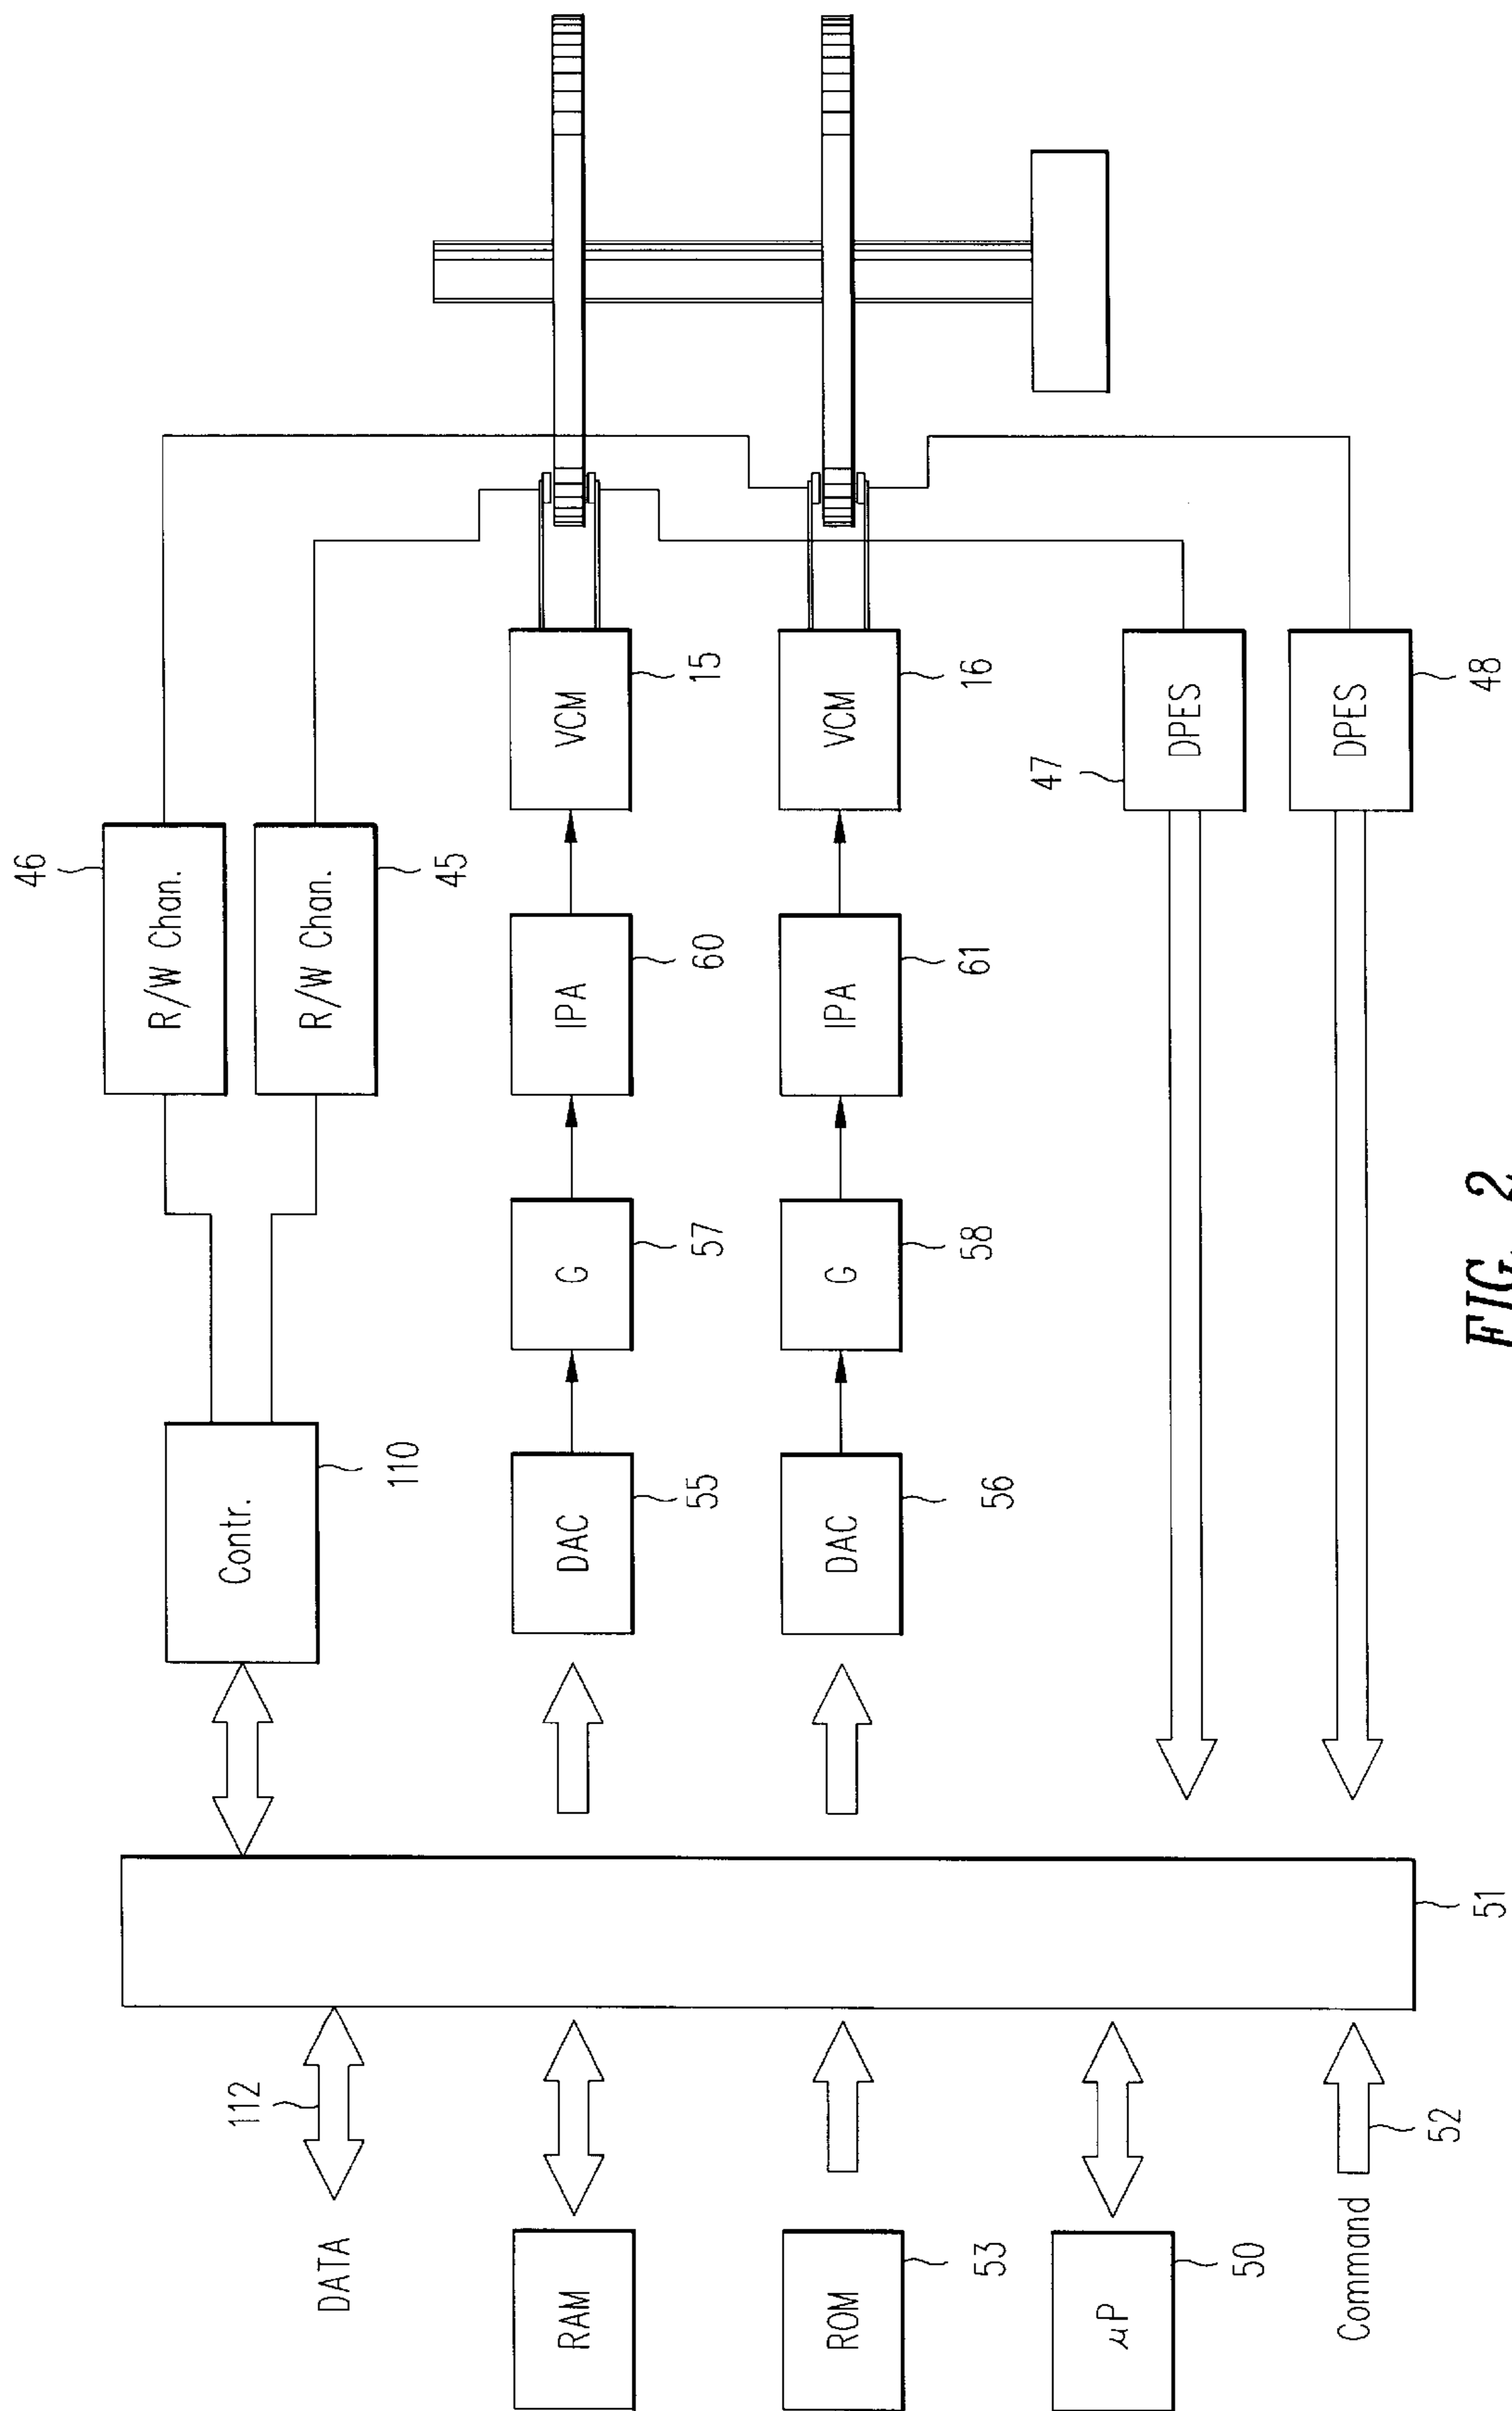 46
R/W Chan.
112
Contr.
R/W Chan.
DATA
110
45
RAM
DAC
G
IPA
VCM
55
57
60
15
ROM
DAC
G
IPA
VCM
53
56
58
61
16
47
μP
DPES
50
Command
DPES
52
48
51
FIG. 2